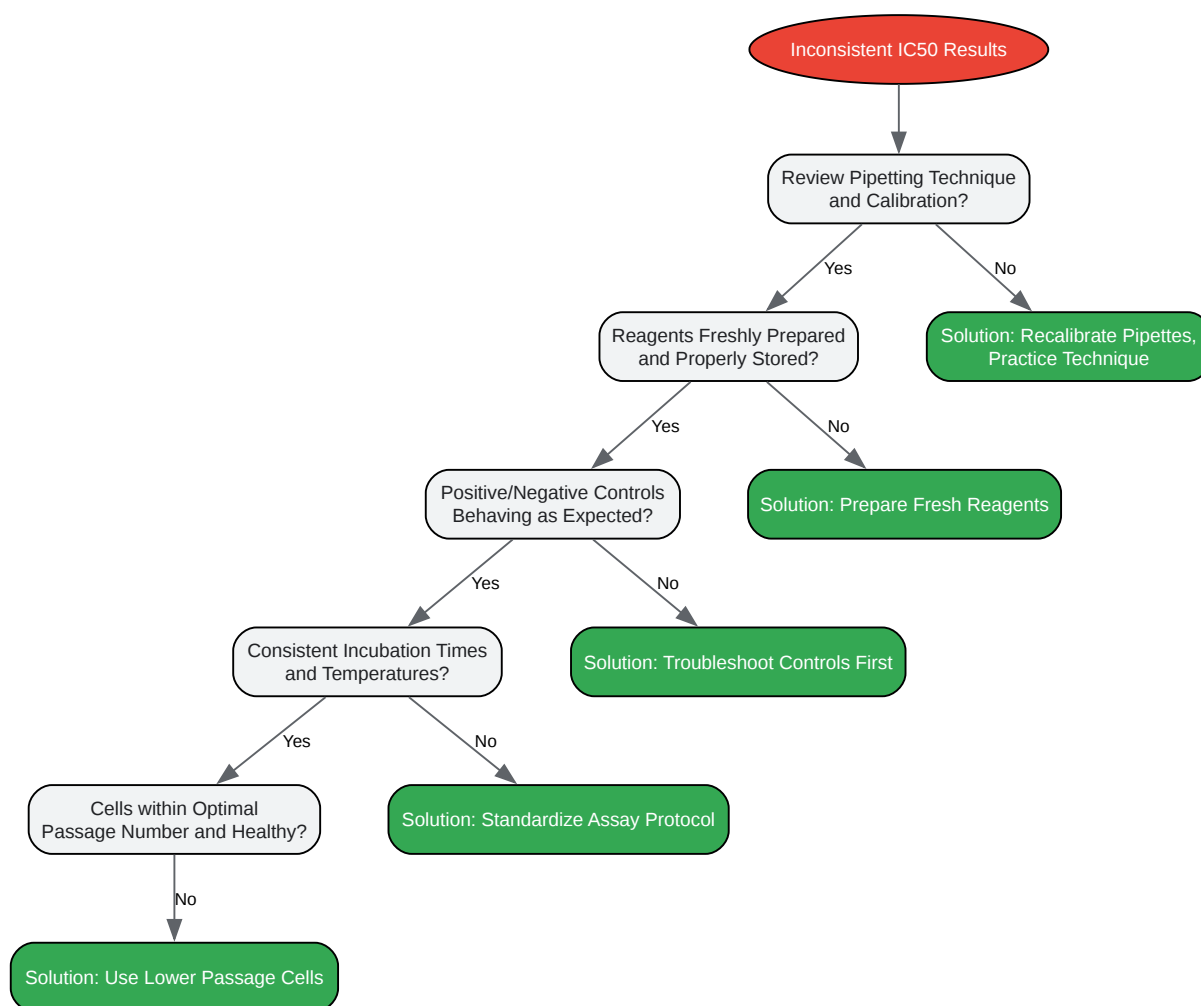 Inconsistent IC50 Results
Review Pipetting Technique
and Calibration?
Yes
No
Reagents Freshly Prepared
and Properly Stored?
Solution: Recalibrate Pipettes,
Practice Technique
Yes
No
Positive/Negative Controls
Behaving as Expected?
Solution: Prepare Fresh Reagents
Yes
No
Consistent Incubation Times
and Temperatures?
Solution: Troubleshoot Controls First
Yes
No
Cells within Optimal
Passage Number and Healthy?
Solution: Standardize Assay Protocol
No
Solution: Use Lower Passage Cells